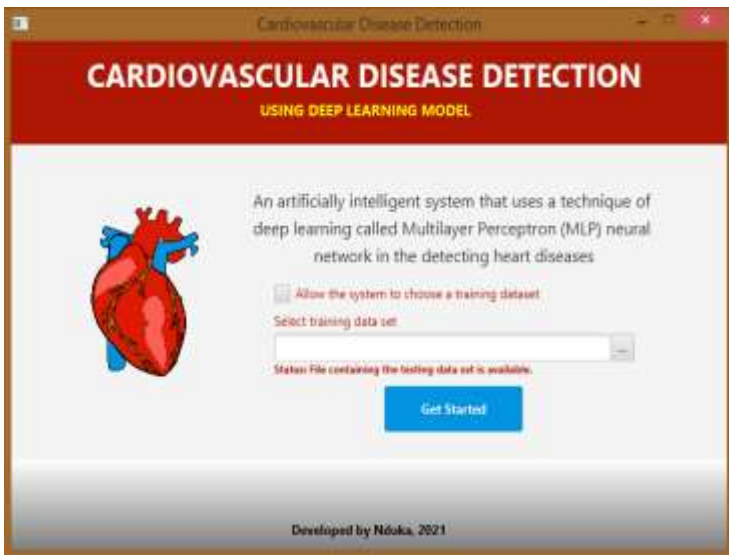 Cardiovascular Disease Detection
CARDIOVASCULAR DISEASE DETECTION
USING DEEP LEARNING MODEL
An artificially intelligent system that uses a technique of
deep learning called Multilayer Perceptron (MLP) neural
network in the detecting heart diseases
Allow the system to choose a training dataset
Select training data set
...
Status: File containing the testing data set is available.
Get Started
Developed by Nduka, 2021